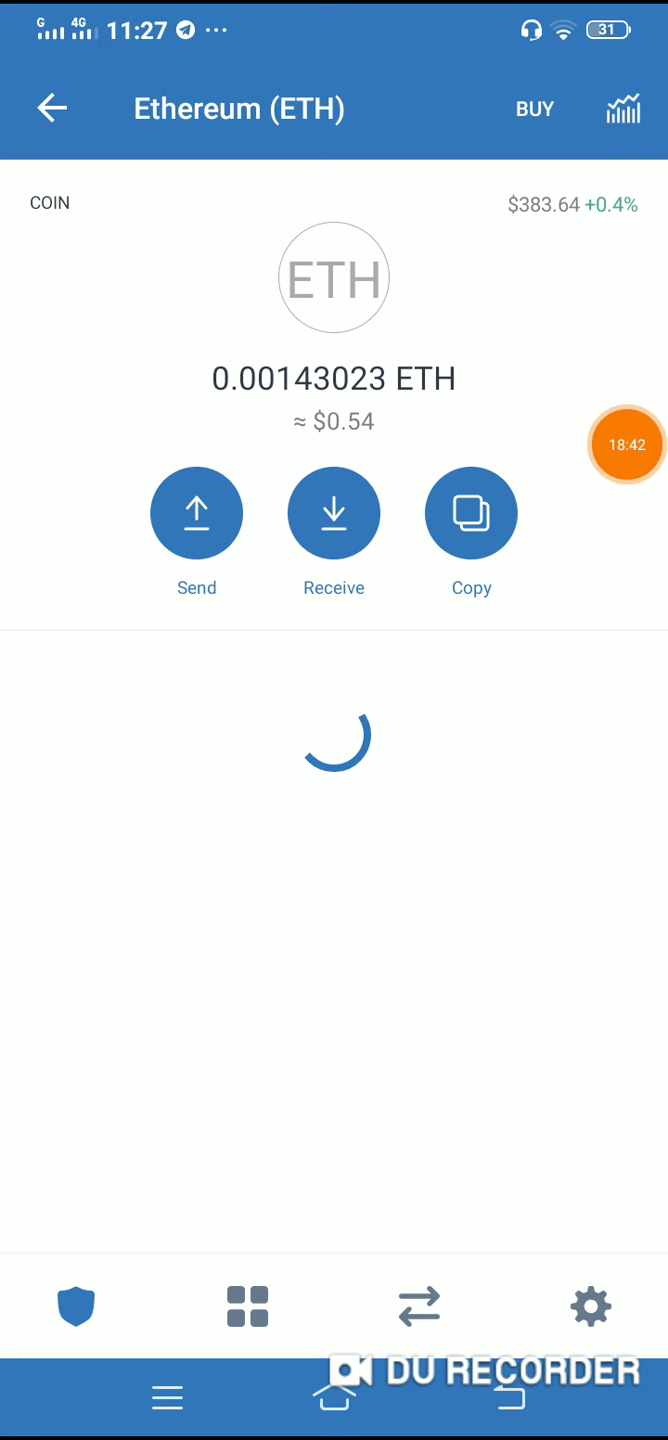 G 4G 11:27 ··· 31
Ethereum (ETH) BUY
COIN $383.64 +0.4%
ETH
0.00143023 ETH
≈ $0.54
18:42
Send Receive Copy
DU RECORDER